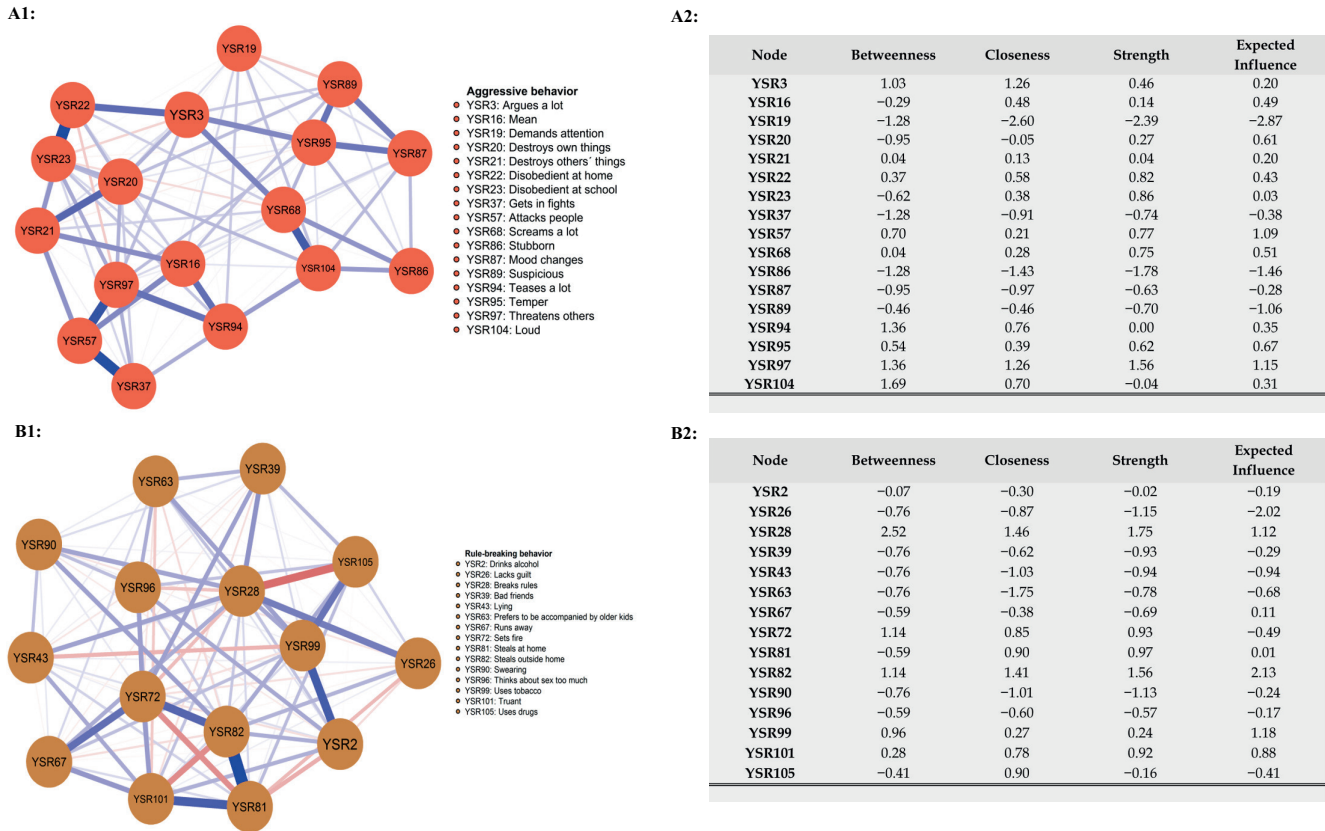 A1:
YSR19
YSR89
YSR22
YSR3
YSR95
YSR87
YSR23
YSR20
YSR68
YSR21
YSR16
YSR104
YSR86
YSR97
YSR94
YSR57
YSR37
Aggressive behavior
YSR3: Argues a lot
YSR16: Mean
YSR19: Demands attention
YSR20: Destroys own things
YSR21: Destroys others´ things
YSR22: Disobedient at home
YSR23: Disobedient at school
YSR37: Gets in fights
YSR57: Attacks people
YSR68: Screams a lot
YSR86: Stubborn
YSR87: Mood changes
YSR89: Suspicious
YSR94: Teases a lot
YSR95: Temper
YSR97: Threatens others
YSR104: Loud
A2:
Node Betweenness Closeness Strength Expected Influence
YSR3 1.03 1.26 0.46 0.20
YSR16 −0.29 0.48 0.14 0.49
YSR19 −1.28 −2.60 −2.39 −2.87
YSR20 −0.95 −0.05 0.27 0.61
YSR21 0.04 0.13 0.04 0.20
YSR22 0.37 0.58 0.82 0.43
YSR23 −0.62 0.38 0.86 0.03
YSR37 −1.28 −0.91 −0.74 −0.38
YSR57 0.70 0.21 0.77 1.09
YSR68 0.04 0.28 0.75 0.51
YSR86 −1.28 −1.43 −1.78 −1.46
YSR87 −0.95 −0.97 −0.63 −0.28
YSR89 −0.46 −0.46 −0.70 −1.06
YSR94 1.36 0.76 0.00 0.35
YSR95 0.54 0.39 0.62 0.67
YSR97 1.36 1.26 1.56 1.15
YSR104 1.69 0.70 −0.04 0.31
B1:
YSR39
YSR63
YSR90
YSR105
YSR96
YSR28
YSR99
YSR43
YSR26
YSR72
YSR82
YSR2
YSR67
YSR101
YSR81
Rule-breaking behavior
YSR2: Drinks alcohol
YSR26: Lacks guilt
YSR28: Breaks rules
YSR39: Bad friends
YSR43: Lying
YSR63: Prefers to be accompanied by older kids
YSR67: Runs away
YSR72: Sets fire
YSR81: Steals at home
YSR82: Steals outside home
YSR90: Swearing
YSR96: Thinks about sex too much
YSR99: Uses tobacco
YSR101: Truant
YSR105: Uses drugs
B2:
Node Betweenness Closeness Strength Expected Influence
YSR2 −0.07 −0.30 −0.02 −0.19
YSR26 −0.76 −0.87 −1.15 −2.02
YSR28 2.52 1.46 1.75 1.12
YSR39 −0.76 −0.62 −0.93 −0.29
YSR43 −0.76 −1.03 −0.94 −0.94
YSR63 −0.76 −1.75 −0.78 −0.68
YSR67 −0.59 −0.38 −0.69 0.11
YSR72 1.14 0.85 0.93 −0.49
YSR81 −0.59 0.90 0.97 0.01
YSR82 1.14 1.41 1.56 2.13
YSR90 −0.76 −1.01 −1.13 −0.24
YSR96 −0.59 −0.60 −0.57 −0.17
YSR99 0.96 0.27 0.24 1.18
YSR101 0.28 0.78 0.92 0.88
YSR105 −0.41 0.90 −0.16 −0.41